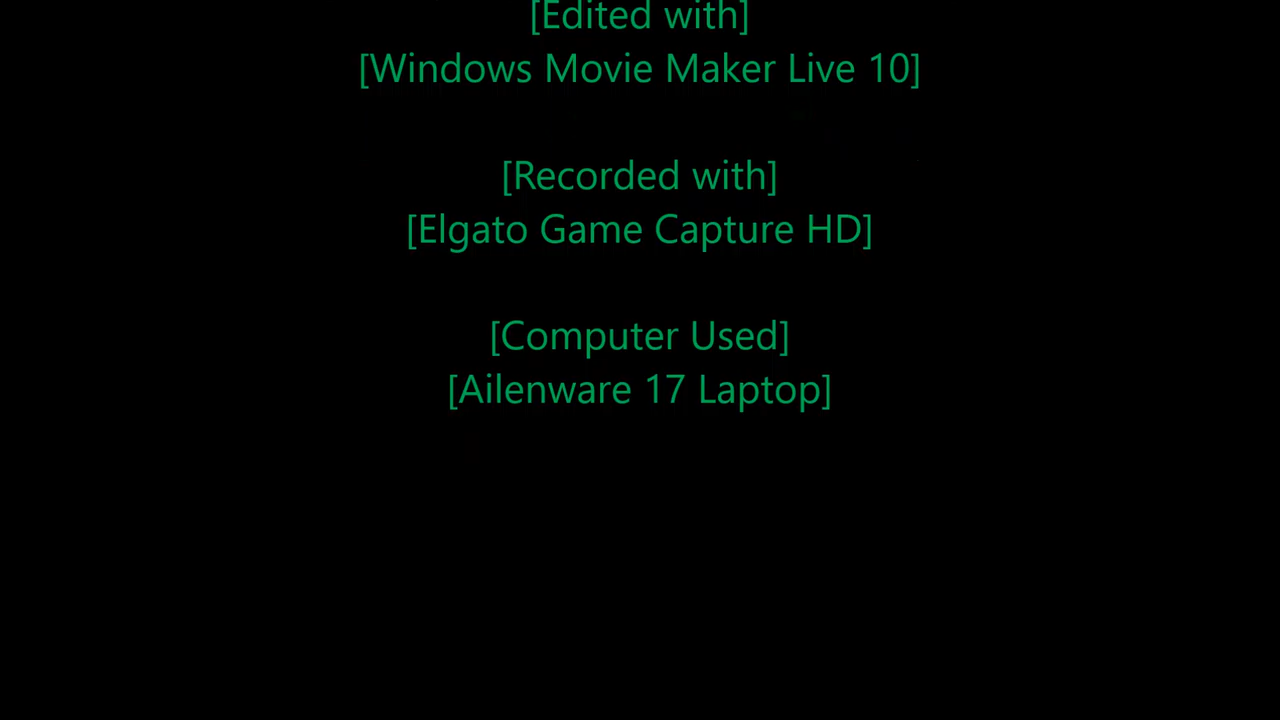 [Edited with]
[Windows Movie Maker Live 10]
[Recorded with]
[Elgato Game Capture HD]
[Computer Used]
[Ailenware 17 Laptop]